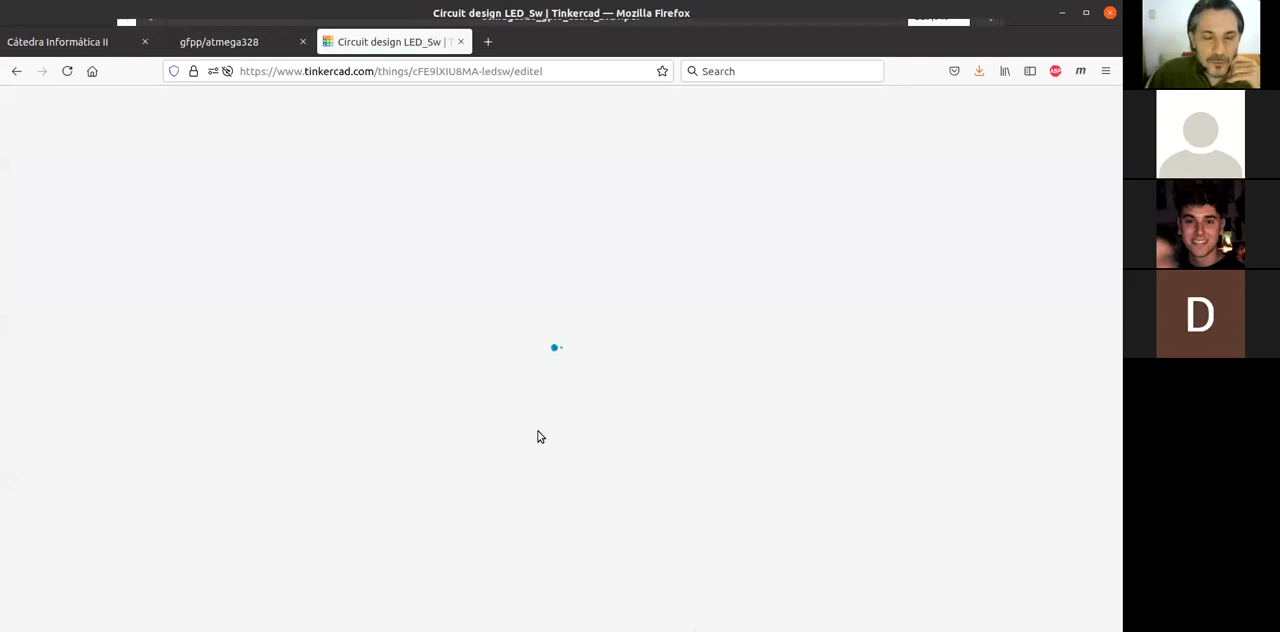 Circuit design LED_Sw | Tinkercad — Mozilla Firefox
Cátedra Informática II
gfpp/atmega328
Circuit design LED_Sw | T
https://www.tinkercad.com/things/cFE9lXIU8MA-ledsw/editel
Search
ABP
m
D